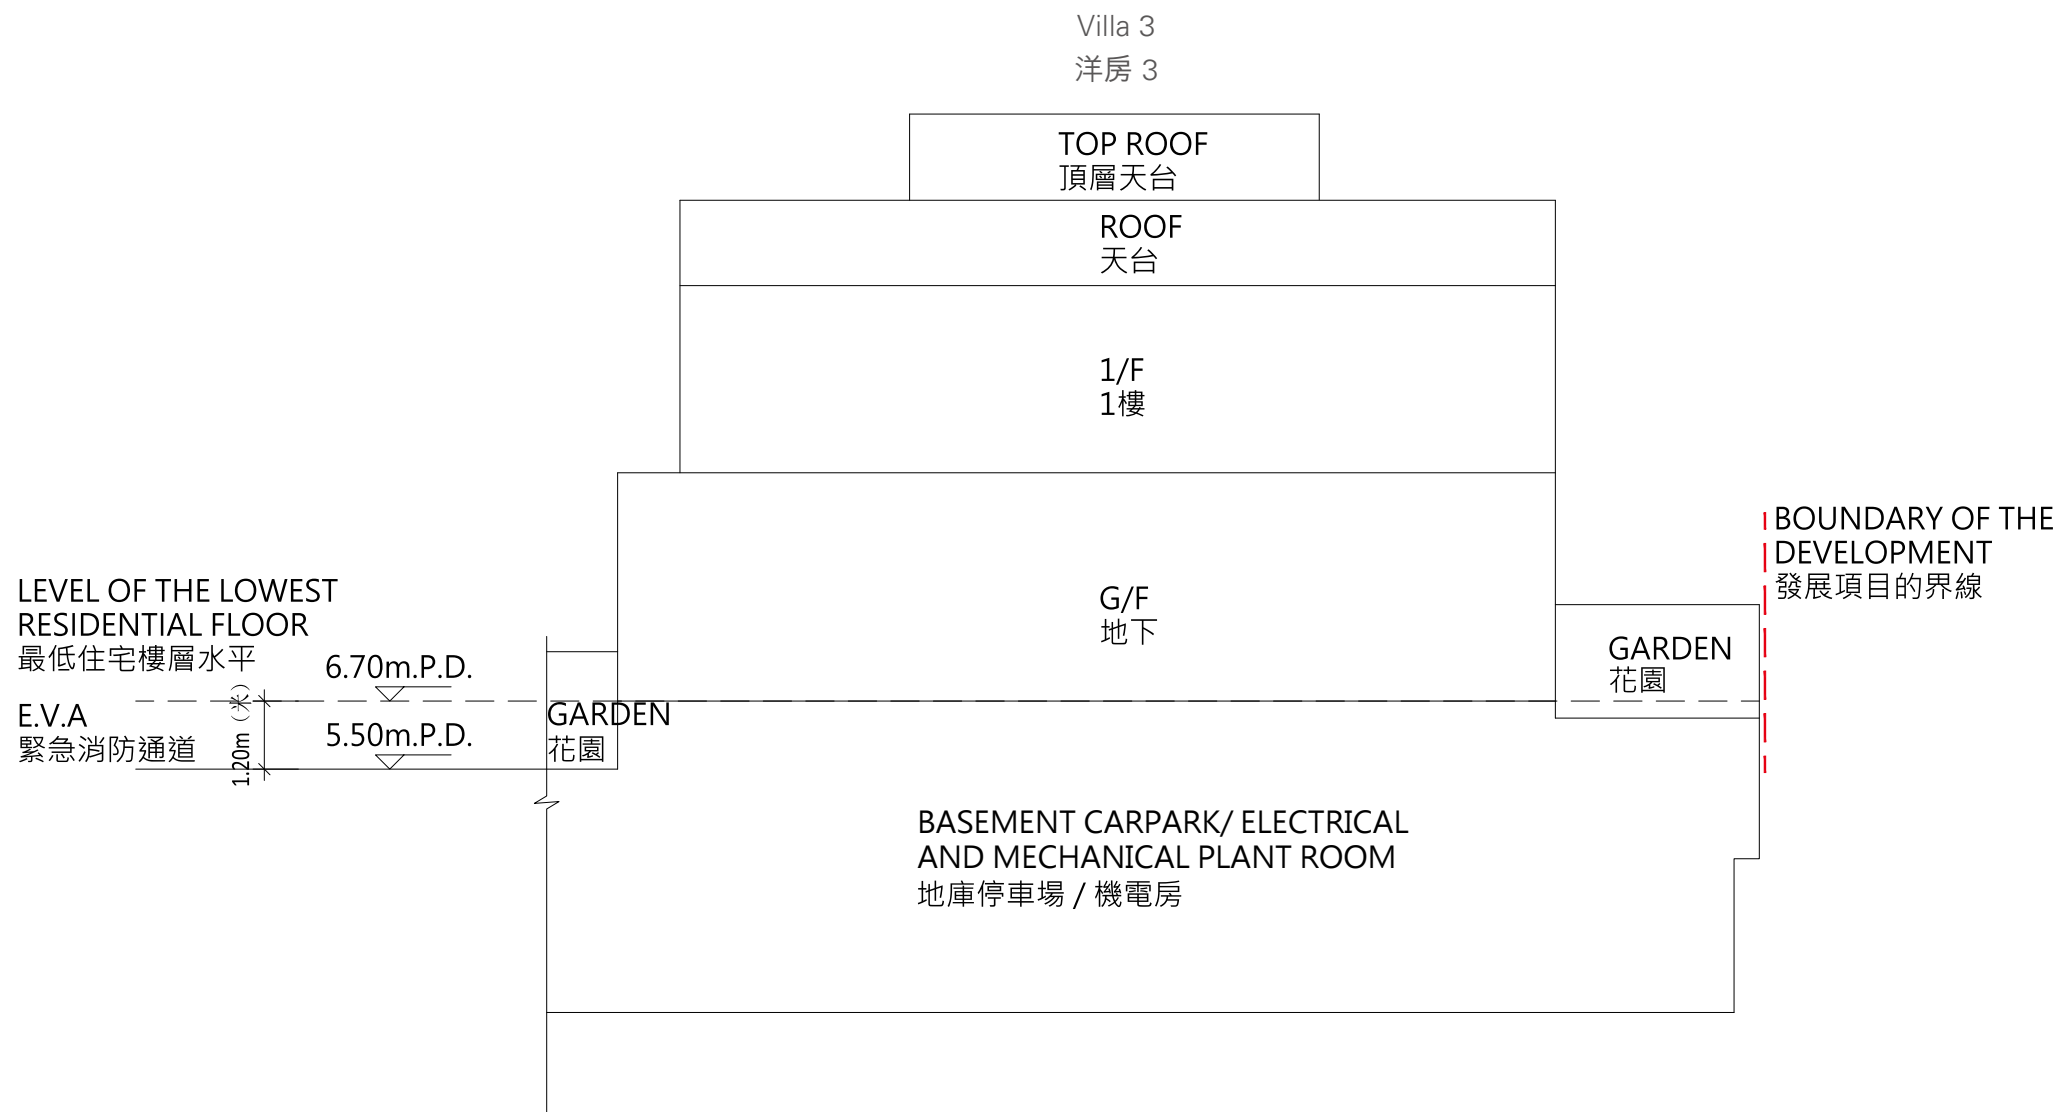 Villa 3
洋房 3
TOP ROOF
頂層天台
ROOF
天台
1/F
1樓
G/F
地下
BOUNDARY OF THE
DEVELOPMENT
發展項目的界線
GARDEN
花園
LEVEL OF THE LOWEST
RESIDENTIAL FLOOR
最低住宅樓層水平
6.70m.P.D.
E.V.A
緊急消防通道
1.20m（米）
5.50m.P.D.
GARDEN
花園
BASEMENT CARPARK/ ELECTRICAL
AND MECHANICAL PLANT ROOM
地庫停車場 / 機電房